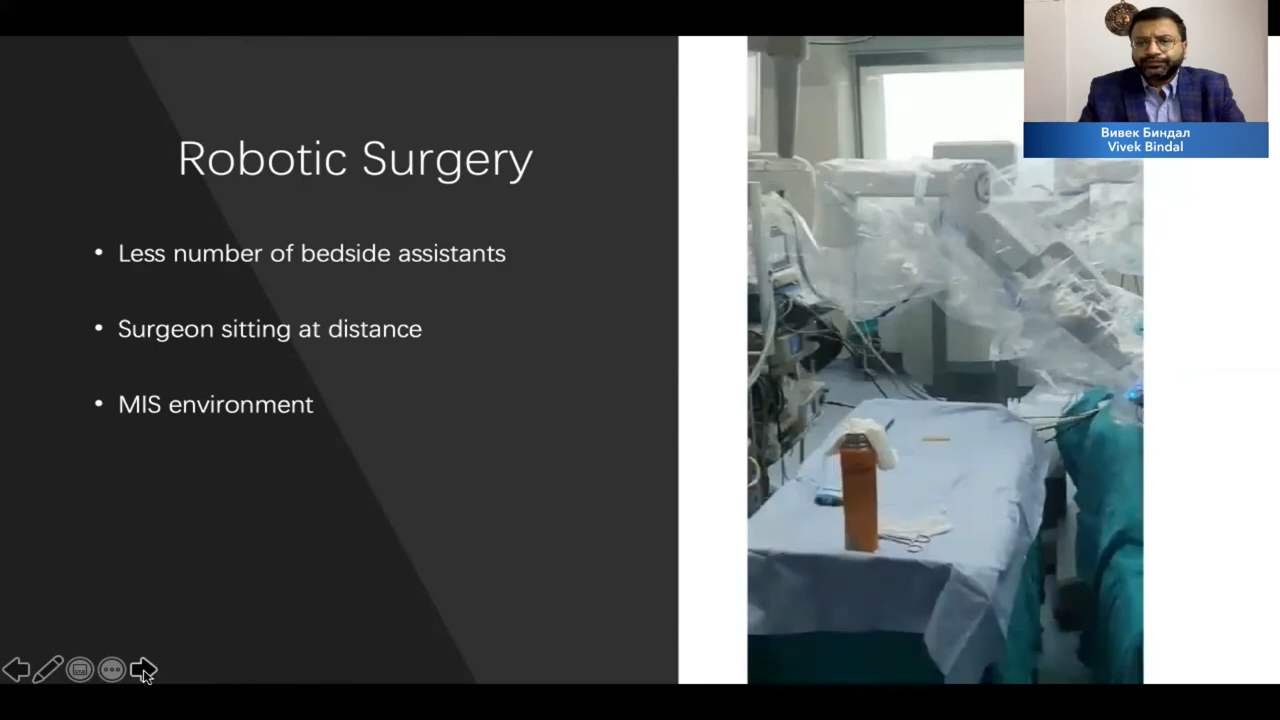 Robotic Surgery
• Less number of bedside assistants
• Surgeon sitting at distance
• MIS environment
Вивек Биндал
Vivek Bindal